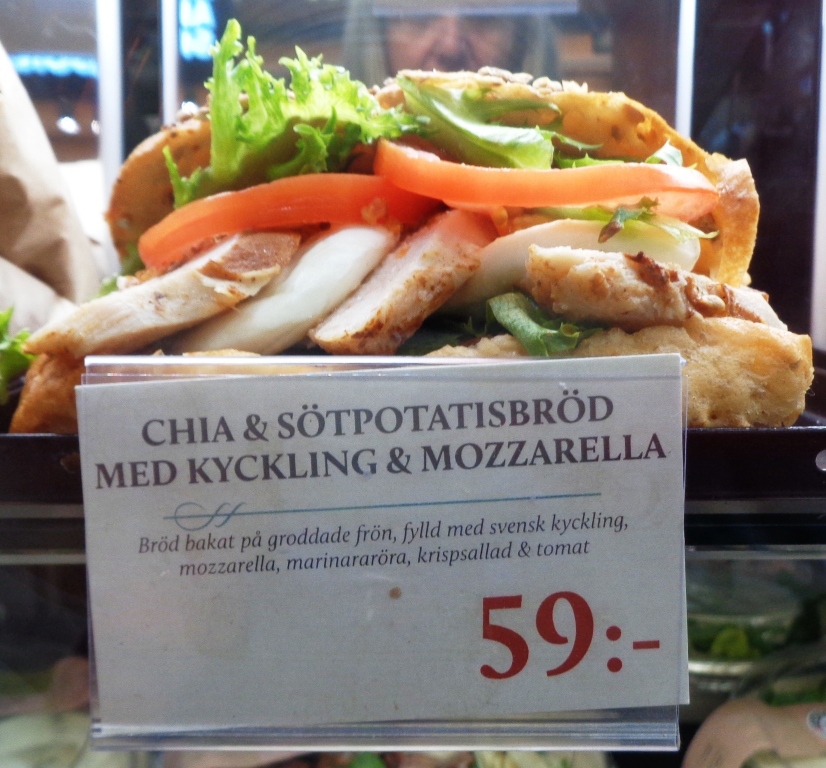 CHIA & SÖTPOTATISBRÖD
MED KYCKLING & MOZZARELLA
Bröd bakat på groddade frön, fylld med svensk kyckling,
mozzarella, marinararöra, krispsallad & tomat
59:-